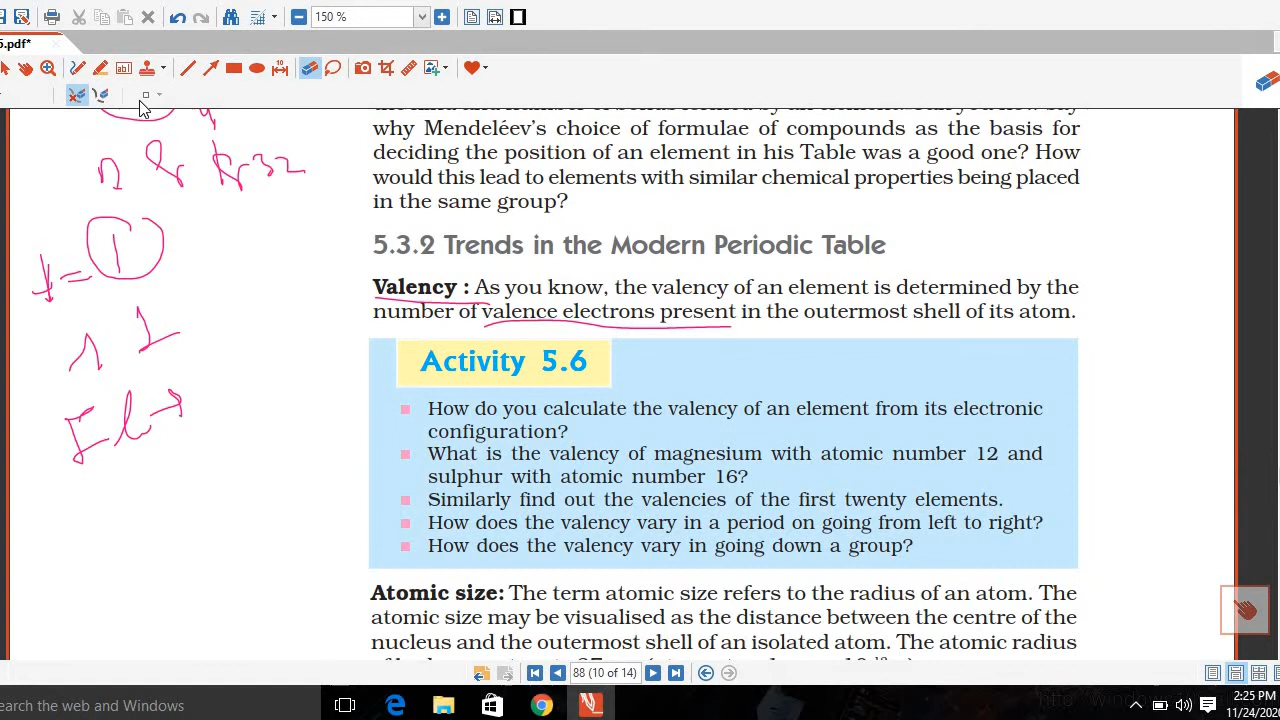 150 %
5.pdf*
why Mendeléev's choice of formulae of compounds as the basis for
deciding the position of an element in his Table was a good one? How
would this lead to elements with similar chemical properties being placed
in the same group?
5.3.2 Trends in the Modern Periodic Table
Valency : As you know, the valency of an element is determined by the
number of valence electrons present in the outermost shell of its atom.
Activity 5.6
How do you calculate the valency of an element from its electronic
configuration?
What is the valency of magnesium with atomic number 12 and
sulphur with atomic number 16?
Similarly find out the valencies of the first twenty elements.
How does the valency vary in a period on going from left to right?
How does the valency vary in going down a group?
Atomic size: The term atomic size refers to the radius of an atom. The
atomic size may be visualised as the distance between the centre of the
nucleus and the outermost shell of an isolated atom. The atomic radius
88 (10 of 14)
earch the web and Windows
2:25 PM
11/24/202